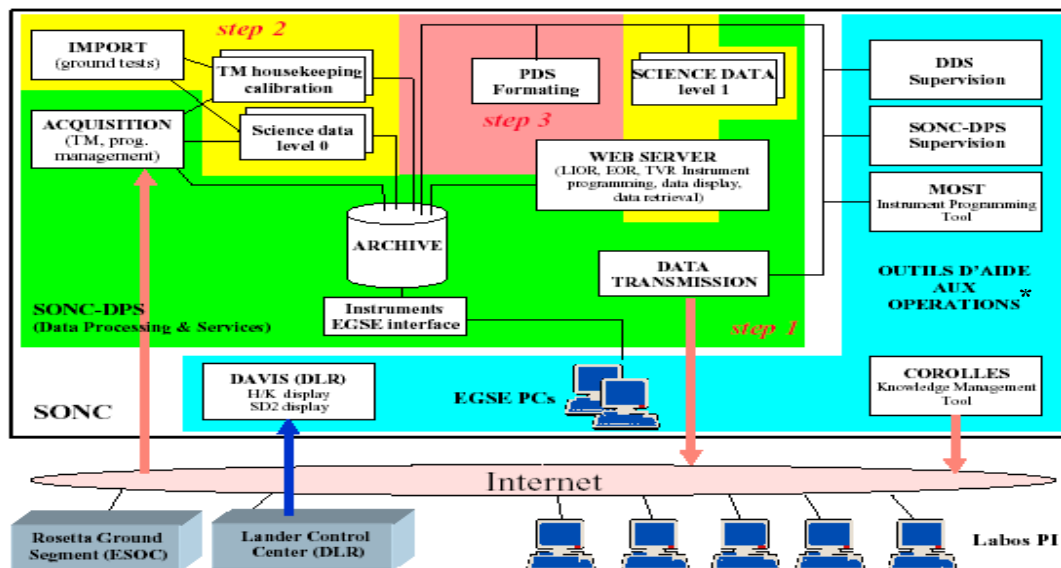 step 2
IMPORT
(ground tests)
TM housekeeping
calibration
PDS
Formating
SCIENCE DATA
level 1
DDS
Supervision
step 3
ACQUISITION
(TM, prog.
management)
Science data
level 0
SONC-DPS
Supervision
WEB SERVER
(LIOR, EOR, TVR Instrument
programming, data display,
data retrieval)
MOST
Instrument Programming
Tool
ARCHIVE
DATA
TRANSMISSION
OUTILS D'AIDE
AUX
OPERATIONS*
SONC-DPS
(Data Processing & Services)
Instruments
EGSE interface
step 1
DAVIS (DLR)
H/K display
SD2 display
EGSE PCs
COROLLES
Knowledge Management
Tool
SONC
Internet
Rosetta Ground
Segment (ESOC)
Lander Control
Center (DLR)
Labos PI